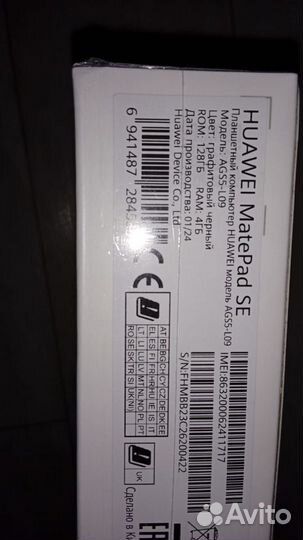 HUAWEI MatePad SE
Планшетный компьютер HUAWEI модель AGS5-L09
Модель: AGS5-L09
Цвет: графитовый черный
ROM: 128ГБ RAM: 4ГБ
Дата производства: 01/24
Huawei Device Co., Ltd
6 941487
IMEI:863200062411717
S/N:FHMBB23C26200422
CE
AT BE BG CH CY CZ DE DK EE
EL ES FI FR HR HU IE IS IT
LT LI LU LV MT NL NO PL PT
RO SE SK TR SI UK(NI)
UK
Сделано в
Avito